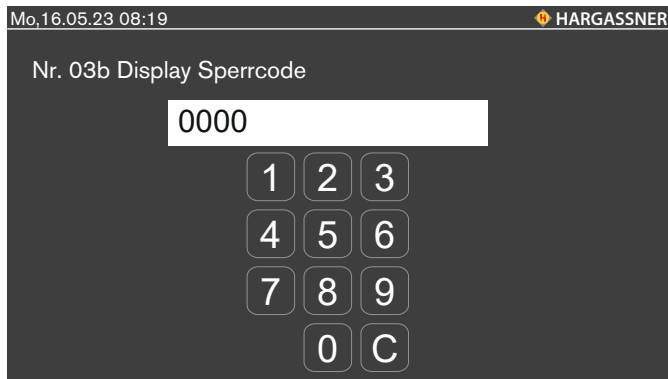 Mo,16.05.23 08:19 HARGASSNER
Nr. 03b Display Sperrcode
0000
1 2 3
4 5 6
7 8 9
0 C